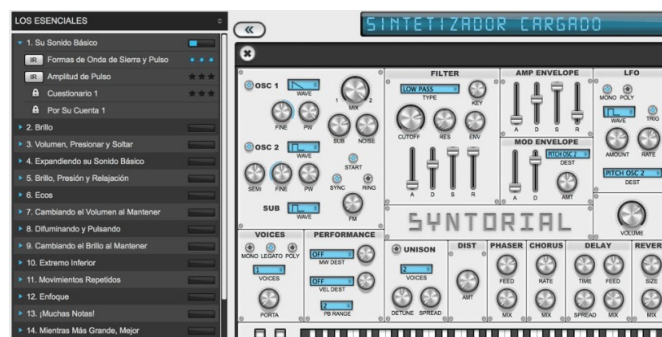 LOS ESENCIALES
1. Su Sonido Básico
IR Formas de Onda de Sierra y Pulso
IR Amplitud de Pulso
Cuestionario 1
Por Su Cuenta 1
2. Brillo
3. Volumen, Presionar y Soltar
4. Expandiendo su Sonido Básico
5. Brillo, Presión y Relajación
6. Ecos
7. Cambiando el Volumen al Mantener
8. Difuminando y Pulsando
9. Cambiando el Brillo al Mantener
10. Extremo Inferior
11. Movimientos Repetidos
12. Enfoque
13. ¡Muchas Notas!
14. Mientras Más Grande, Mejor
SINTETIZADOR CARGADO
OSC 1
WAVE
1 2
MIX
FINE PW
SUB NOISE
OSC 2
WAVE
START
SEMI FINE PW
SYNC RING
SUB
WAVE
FM
FILTER
LOW PASS
TYPE
KEY
CUTOFF RES ENV
A D S R
AMP ENVELOPE
A D S R
MOD ENVELOPE
PITCH OSC 2
DEST
A D
AMT
LFO
MONO POLY
WAVE
TRIG
AMOUNT RATE
PITCH OSC 2
DEST
SYNTORIAL
VOLUME
VOICES
MONO LEGATO POLY
1
VOICES
PORTA
PERFORMANCE
OFF
MW DEST
OFF
VEL DEST
2
PB RANGE
UNISON
2
VOICES
DETUNE SPREAD
DIST
AMT
PHASER
FEED
MIX
CHORUS
RATE
MIX
DELAY
TIME FEED
SPREAD MIX
REVER
SIZE
MIX